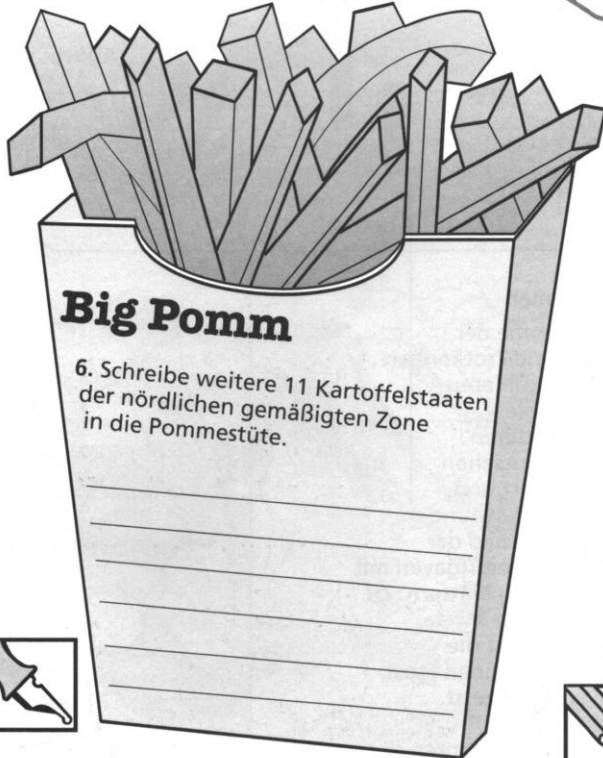 Big Pomm
6. Schreibe weitere 11 Kartoffelstaaten
der nördlichen gemäßigten Zone
in die Pommestüte.